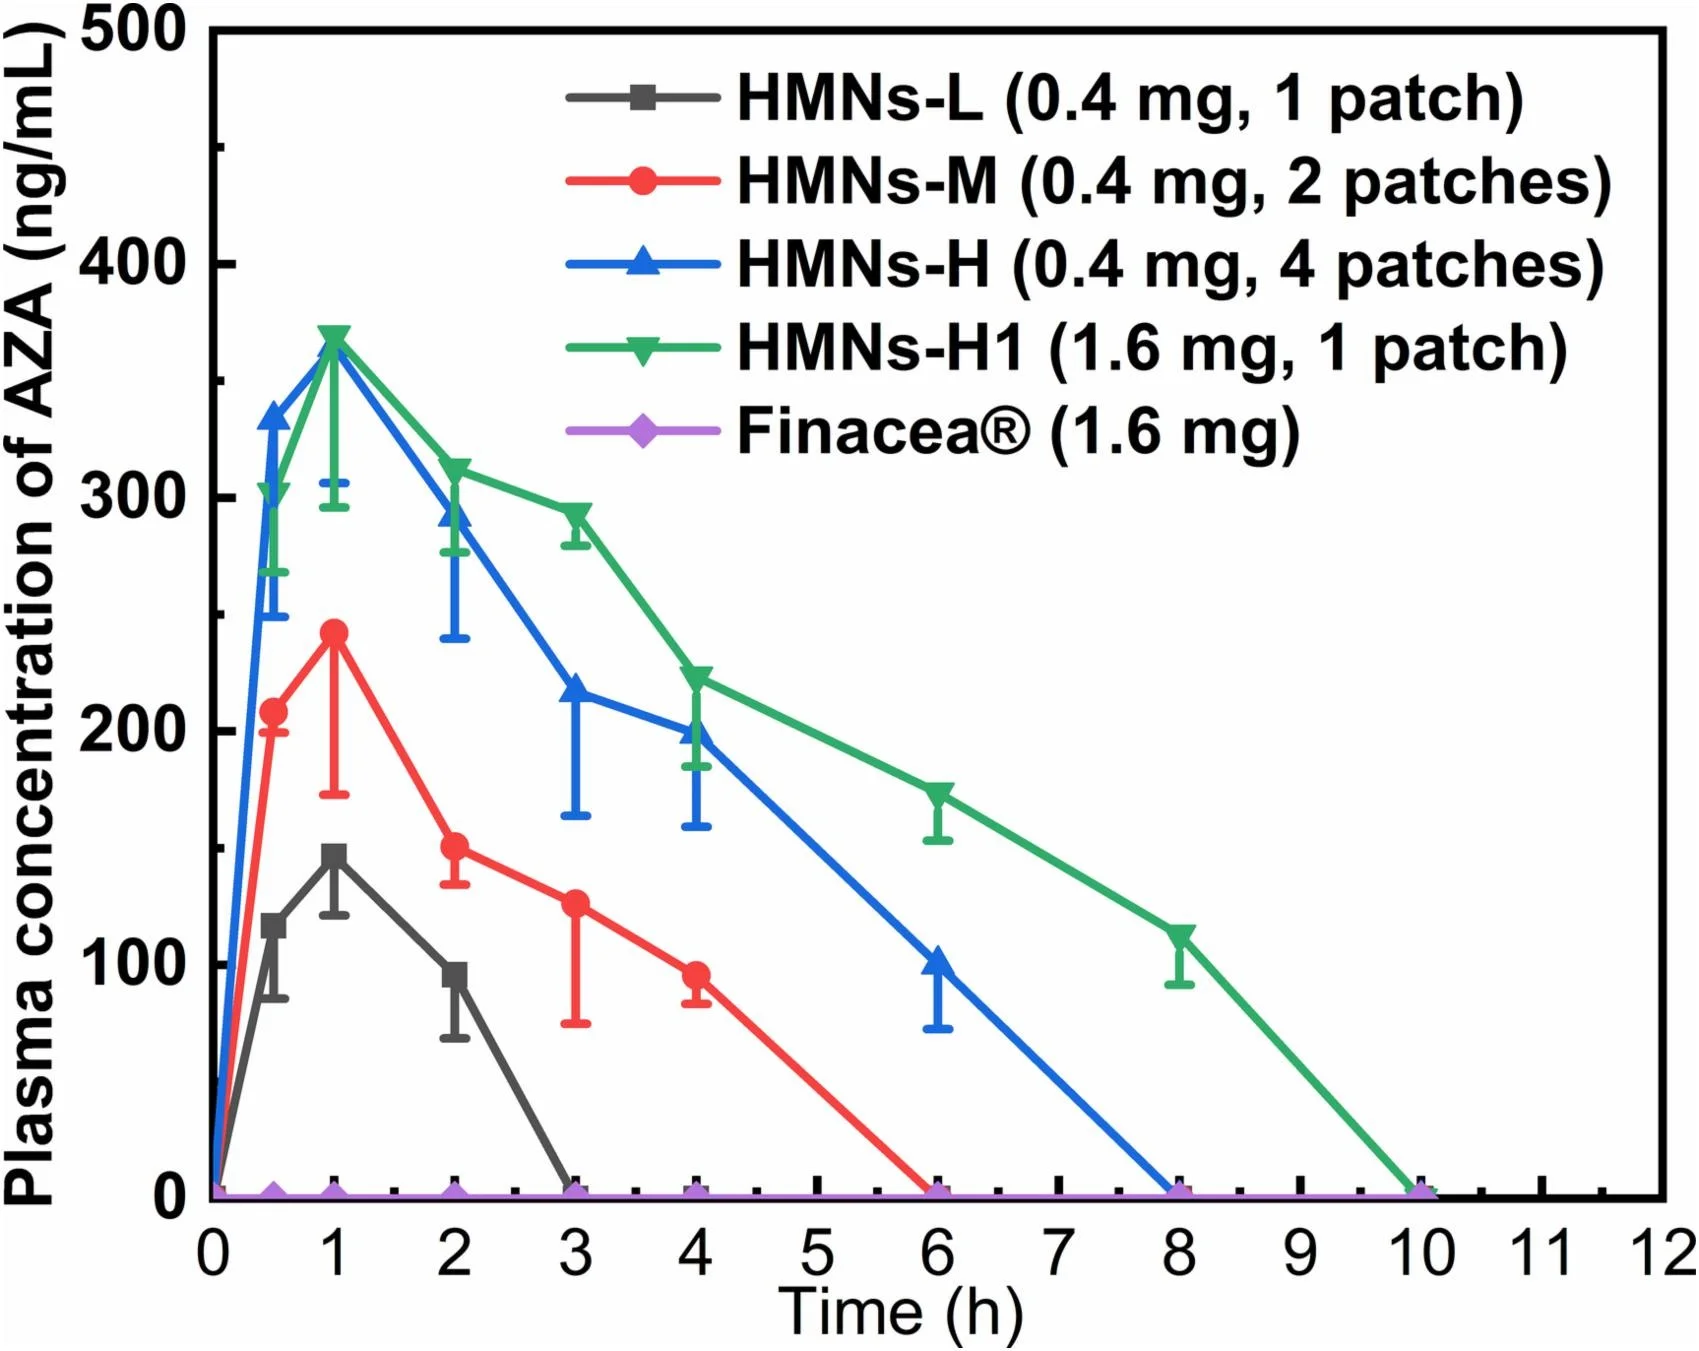 Plasma concentration of AZA (ng/mL)
500
400
300
200
100
0
HMNs-L (0.4 mg, 1 patch)
HMNs-M (0.4 mg, 2 patches)
HMNs-H (0.4 mg, 4 patches)
HMNs-H1 (1.6 mg, 1 patch)
Finacea® (1.6 mg)
0 1 2 3 4 5 6 7 8 9 10 11 12
Time (h)